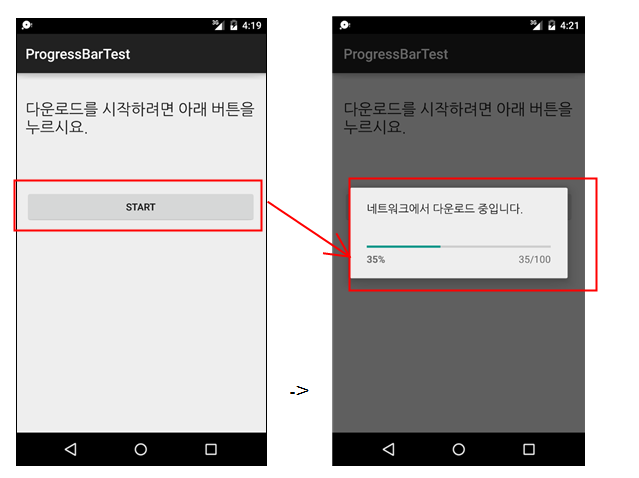 3G 4:19
ProgressBarTest
다운로드를 시작하려면 아래 버튼을
누르시요.
START
->
3G 4:21
ProgressBarTest
다운로드를 시작하려면 아래 버튼을
누르시요.
네트워크에서 다운로드 중입니다.
35% 35/100